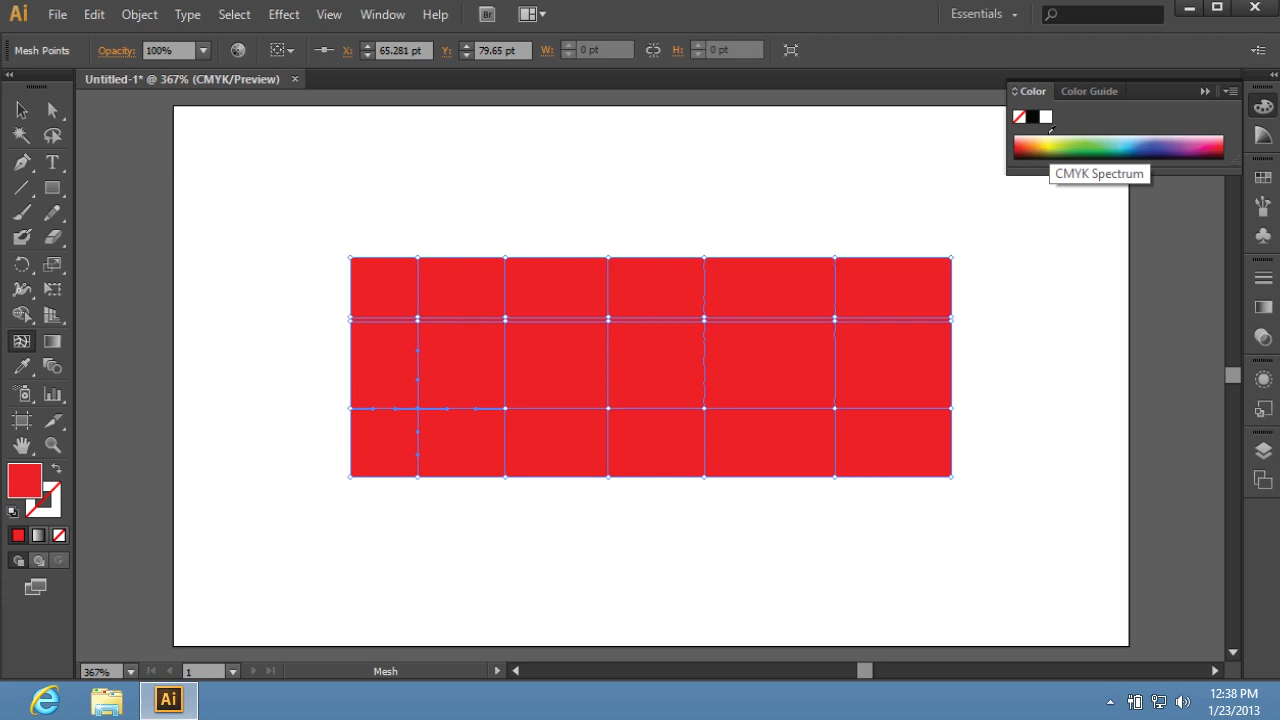 Ai File Edit Object Type Select Effect View Window Help Br Essentials
Mesh Points Opacity: 100% X: 65.281 pt Y: 79.65 pt W: 0 pt H: 0 pt
Untitled-1* @ 367% (CMYK/Preview)
Color Color Guide
CMYK Spectrum
T
367% 1 Mesh
Ai
12:38 PM
1/23/2013